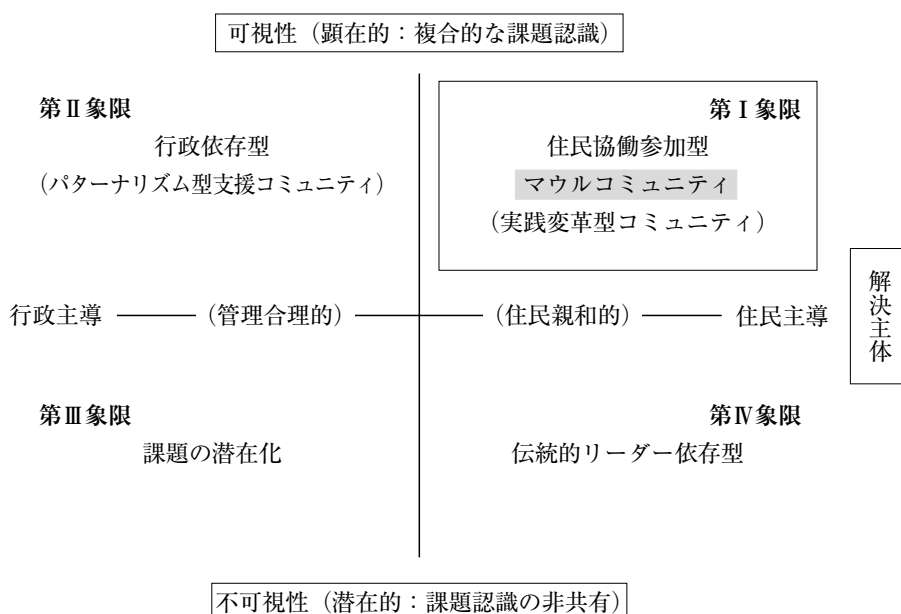 可視性（顕在的：複合的な課題認識）
第Ⅱ象限
行政依存型
（パターナリズム型支援コミュニティ）
第Ⅰ象限
住民協働参加型
マウルコミュニティ
（実践変革型コミュニティ）
行政主導
（管理合理的）
（住民親和的）
住民主導
解決主体
第Ⅲ象限
課題の潜在化
第Ⅳ象限
伝統的リーダー依存型
不可視性（潜在的：課題認識の非共有）